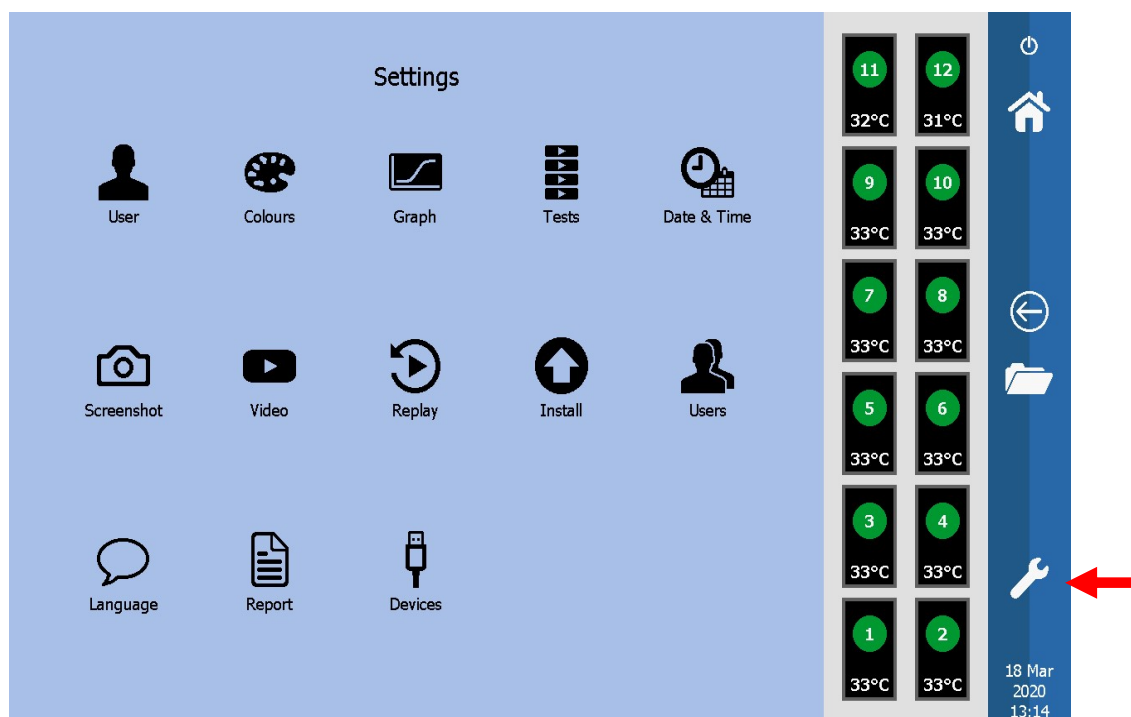 Settings
User
Colours
Graph
Tests
Date & Time
Screenshot
Video
Replay
Install
Users
Language
Report
Devices
11
12
32°C
31°C
9
10
33°C
33°C
7
8
33°C
33°C
5
6
33°C
33°C
3
4
33°C
33°C
1
2
33°C
33°C
18 Mar
2020
13:14